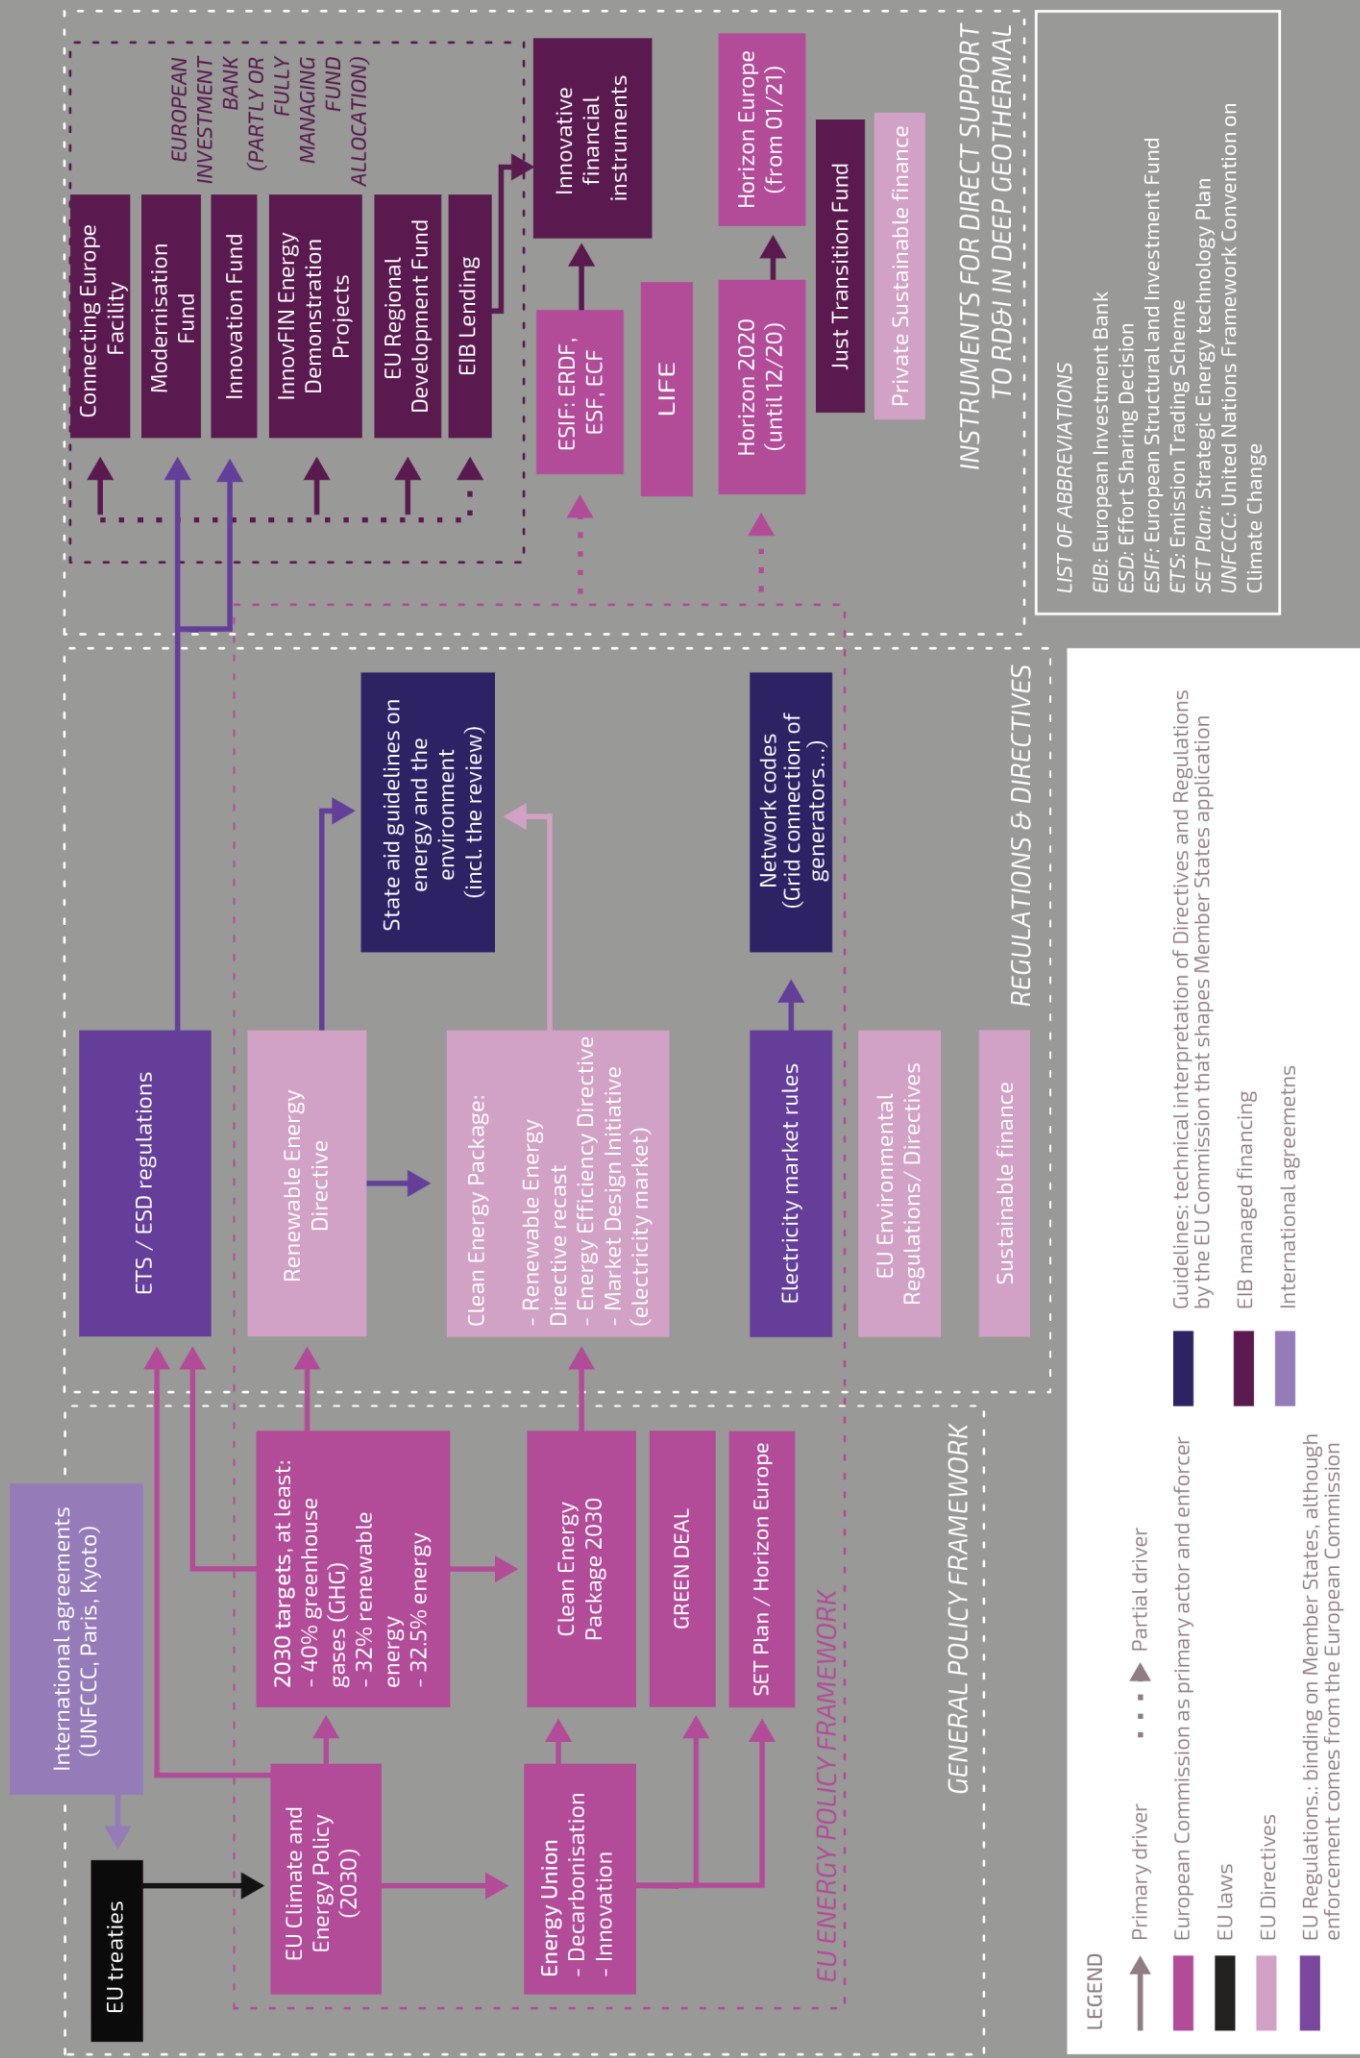 International agreements
(UNFCCC, Paris, Kyoto)
EU treaties
EU Climate and
Energy Policy
(2030)
2030 targets, at least:
- 40% greenhouse
gases (GHG)
- 32% renewable
energy
- 32.5% energy
Energy Union
- Decarbonisation
- Innovation
Clean Energy
Package 2030
GREEN DEAL
SET Plan / Horizon Europe
EU ENERGY POLICY FRAMEWORK
GENERAL POLICY FRAMEWORK
ETS / ESD regulations
Renewable Energy
Directive
Clean Energy Package:
- Renewable Energy
Directive recast
- Energy Efficiency Directive
- Market Design Initiative
(electricity market)
State aid guidelines on
energy and the
environment
(incl. the review)
Electricity market rules
Network codes
(Grid connection of
generators...)
EU Environmental
Regulations/ Directives
Sustainable finance
REGULATIONS & DIRECTIVES
Connecting Europe
Facility
Modernisation
Fund
Innovation Fund
InnovFIN Energy
Demonstration
Projects
EU Regional
Development Fund
EIB Lending
EUROPEAN
INVESTMENT
BANK
(PARTLY OR
FULLY
MANAGING
FUND
ALLOCATION)
Innovative
financial
instruments
ESIF: ERDF,
ESF, ECF
LIFE
Horizon 2020
(until 12/20)
Horizon Europe
(from 01/21)
Just Transition Fund
Private Sustainable finance
INSTRUMENTS FOR DIRECT SUPPORT
TO RD&I IN DEEP GEOTHERMAL
LEGEND
Primary driver
Partial driver
European Commission as primary actor and enforcer
EU laws
EU Directives
EU Regulations.: binding on Member States, although
enforcement comes from the European Commission
Guidelines: technical interpretation of Directives and Regulations
by the EU Commission that shapes Member States application
EIB managed financing
International agreemetns
LIST OF ABBREVIATIONS
EIB: European Investment Bank
ESD: Effort Sharing Decision
ESIF: European Structural and Investment Fund
ETS: Emission Trading Scheme
SET Plan: Strategic Energy technology Plan
UNFCCC: United Nations Framework Convention on
Climate Change